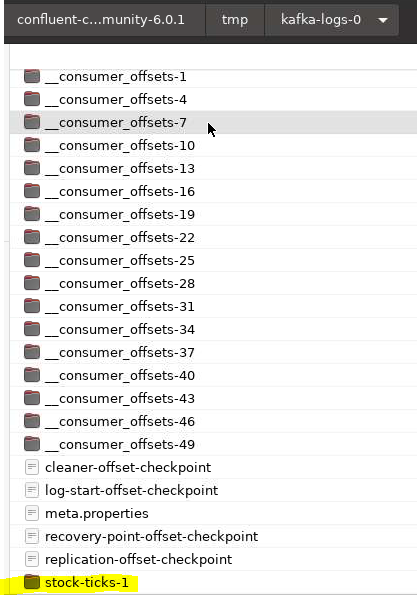 confluent-c...munity-6.0.1 tmp kafka-logs-0
__consumer_offsets-1
__consumer_offsets-4
__consumer_offsets-7
__consumer_offsets-10
__consumer_offsets-13
__consumer_offsets-16
__consumer_offsets-19
__consumer_offsets-22
__consumer_offsets-25
__consumer_offsets-28
__consumer_offsets-31
__consumer_offsets-34
__consumer_offsets-37
__consumer_offsets-40
__consumer_offsets-43
__consumer_offsets-46
__consumer_offsets-49
cleaner-offset-checkpoint
log-start-offset-checkpoint
meta.properties
recovery-point-offset-checkpoint
replication-offset-checkpoint
stock-ticks-1